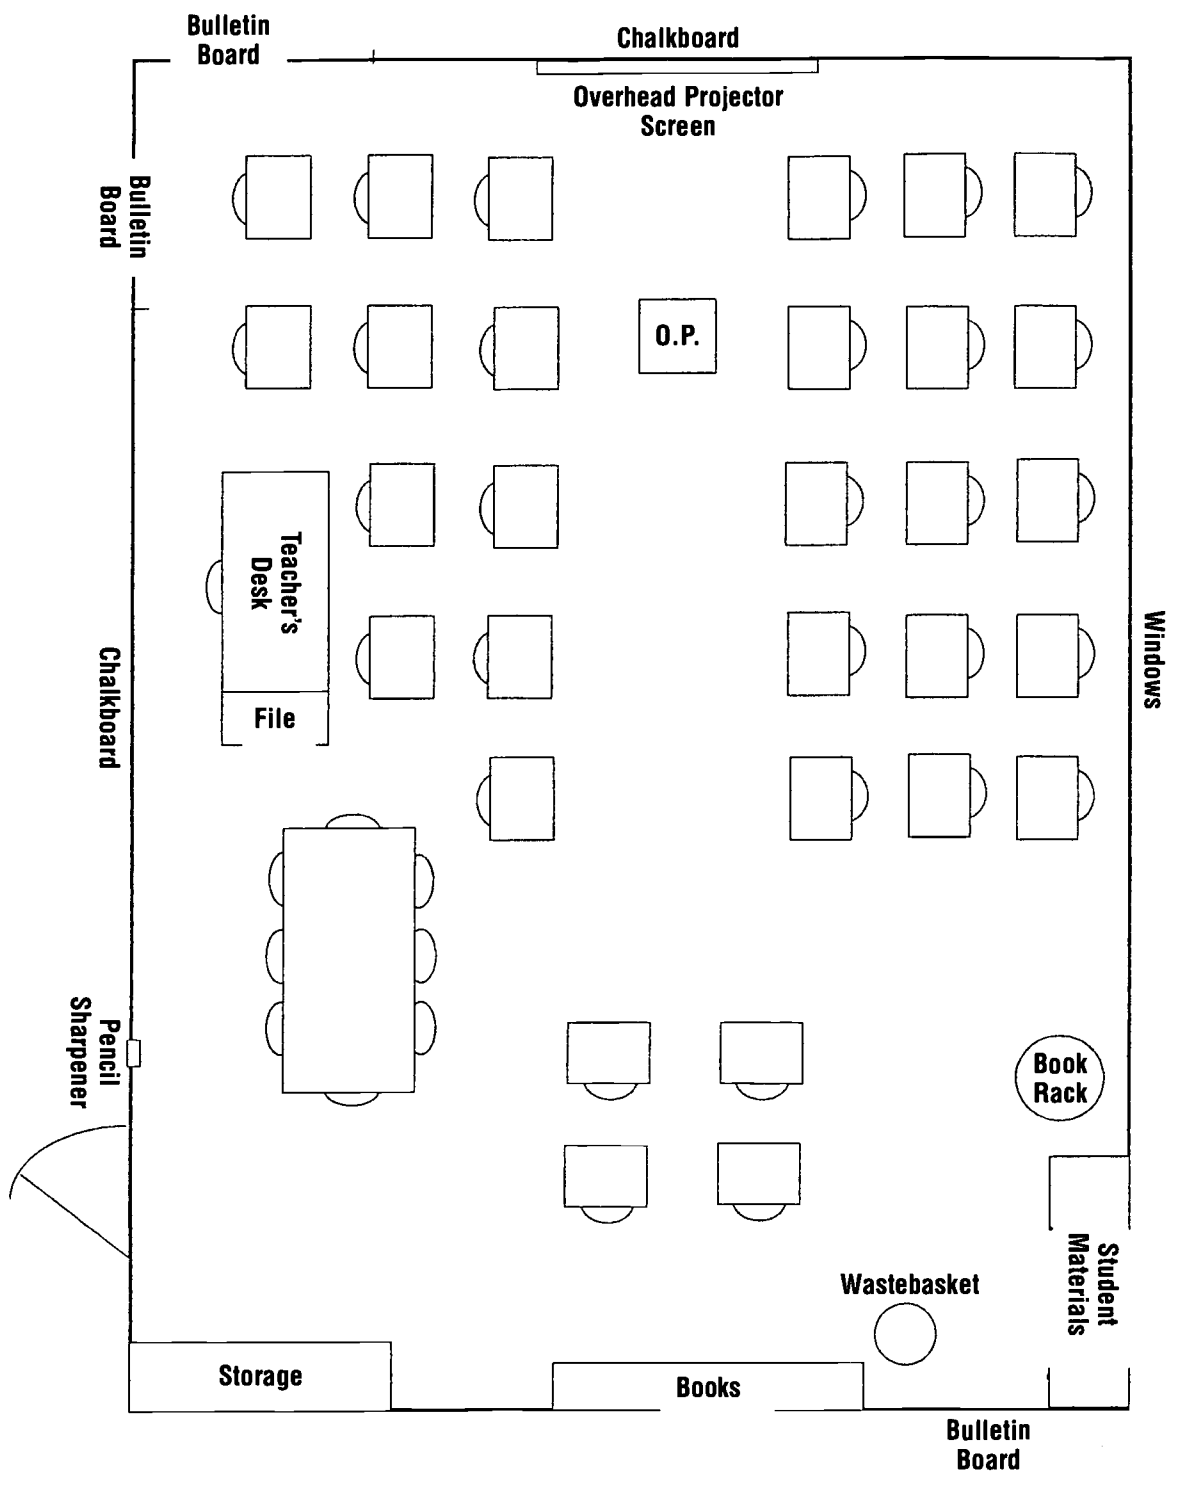 Bulletin
Board
Chalkboard
Overhead Projector
Screen
Bulletin
Board
O.P.
Teacher's
Desk
File
Chalkboard
Windows
Pencil
Sharpener
Book
Rack
Student
Materials
Wastebasket
Storage
Books
Bulletin
Board